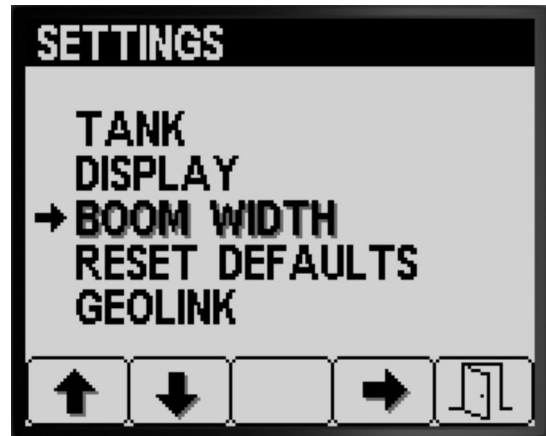 SETTINGS
TANK
DISPLAY
BOOM WIDTH
RESET DEFAULTS
GEOLINK